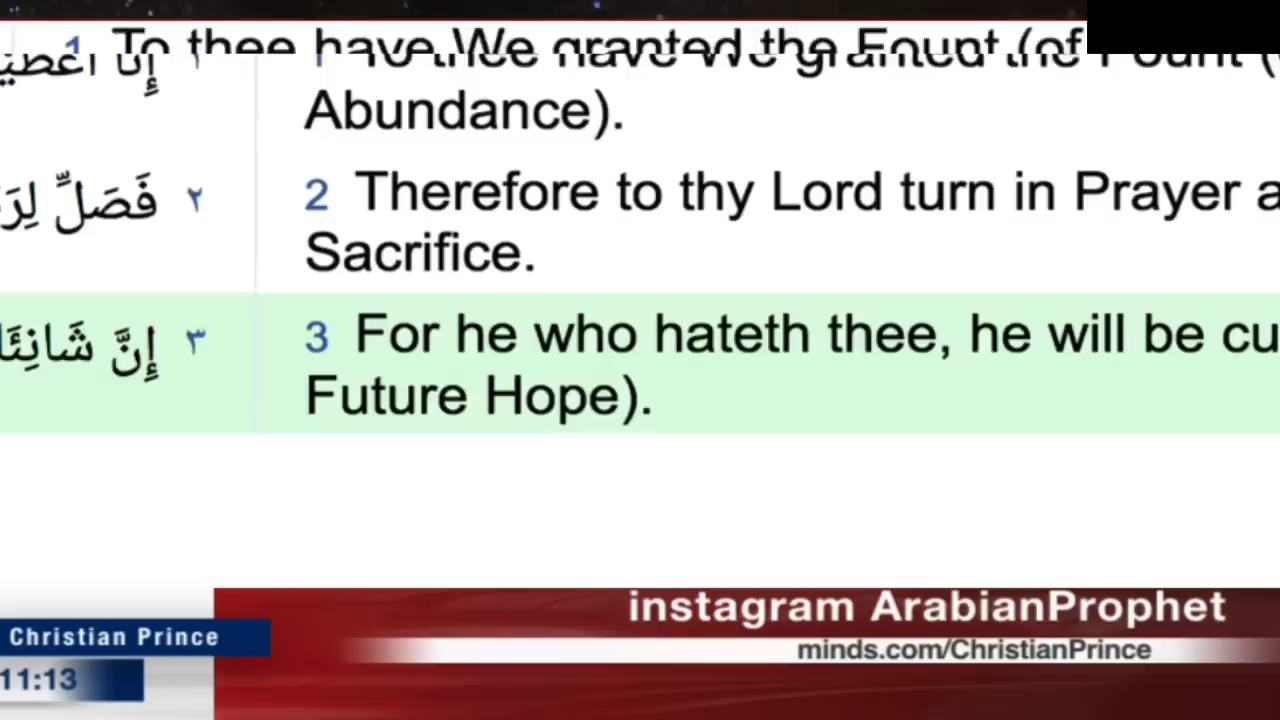 1 To thee have We granted the Fount (of
Abundance).
٢ فَصَلِّ
2 Therefore to thy Lord turn in Prayer
Sacrifice.
٣ إِنَّ
3 For he who hateth thee, he will be
Future Hope).
instagram ArabianProphet
minds.com/ChristianPrince
Christian Prince
11:13